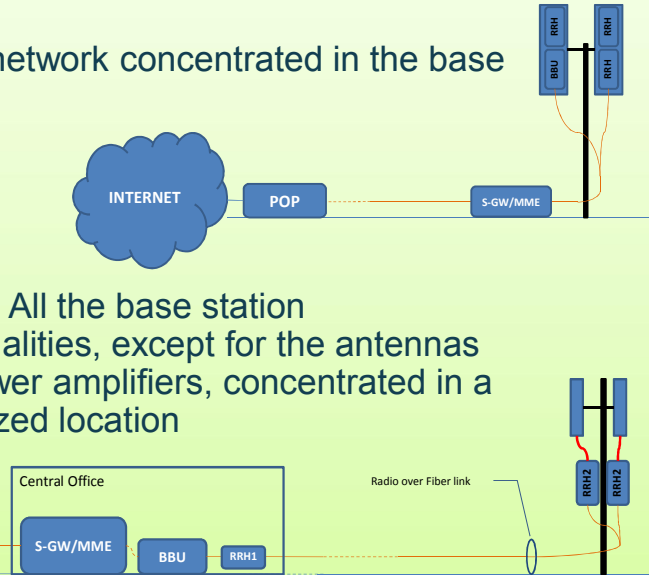 network concentrated in the base
RRH
RRH
BBU
RRH
INTERNET
POP
S-GW/MME
All the base station
alities, except for the antennas
wer amplifiers, concentrated in a
zed location
Central Office
Radio over Fiber link
RRH2
RRH2
S-GW/MME
BBU
RRH1